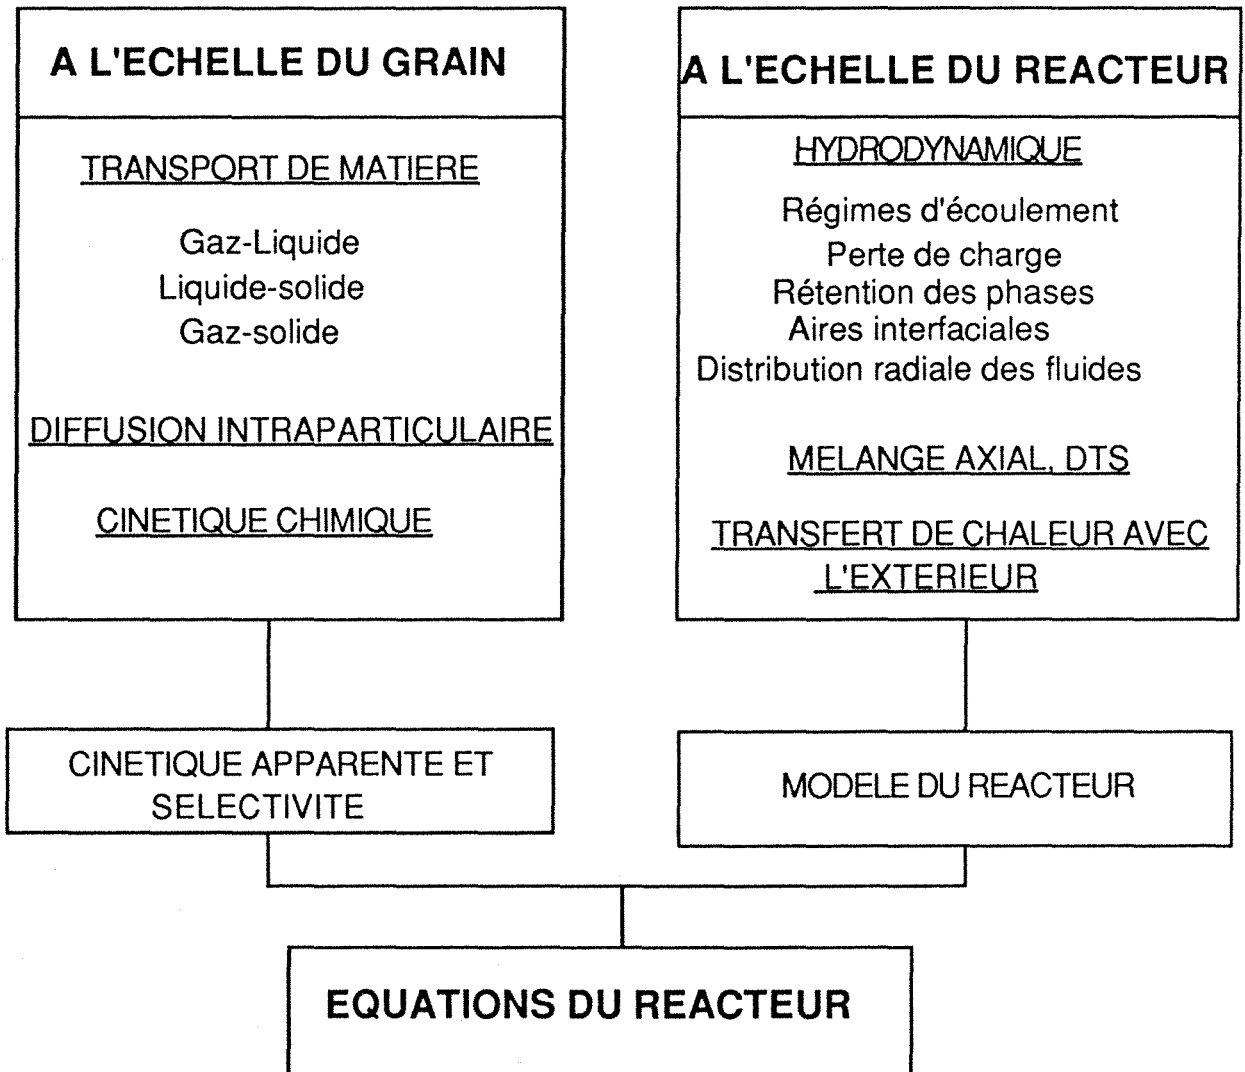 A L'ECHELLE DU GRAIN
TRANSPORT DE MATIERE
Gaz-Liquide
Liquide-solide
Gaz-solide
DIFFUSION INTRAPARTICULAIRE
CINETIQUE CHIMIQUE
A L'ECHELLE DU REACTEUR
HYDRODYNAMIQUE
Régimes d'écoulement
Perte de charge
Rétention des phases
Aires interfaciales
Distribution radiale des fluides
MELANGE AXIAL, DTS
TRANSFERT DE CHALEUR AVEC
L'EXTERIEUR
CINETIQUE APPARENTE ET
SELECTIVITE
MODELE DU REACTEUR
EQUATIONS DU REACTEUR